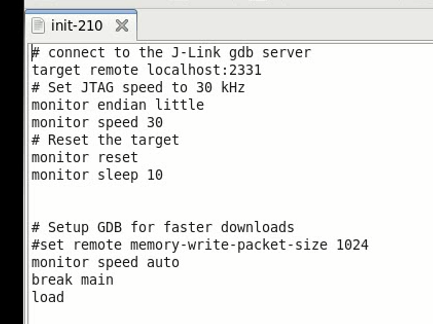 init-210
# connect to the J-Link gdb server
target remote localhost:2331
# Set JTAG speed to 30 kHz
monitor endian little
monitor speed 30
# Reset the target
monitor reset
monitor sleep 10
# Setup GDB for faster downloads
#set remote memory-write-packet-size 1024
monitor speed auto
break main
load